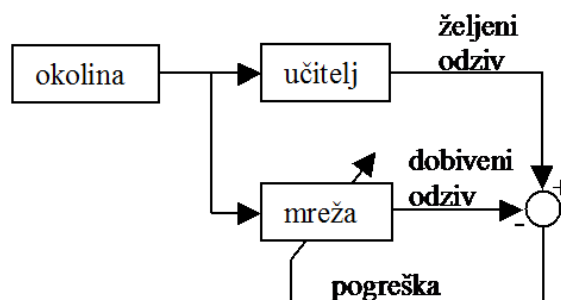 željeni
odziv
okolina
učitelj
dobiveni
odziv
mreža
+
-
pogreška